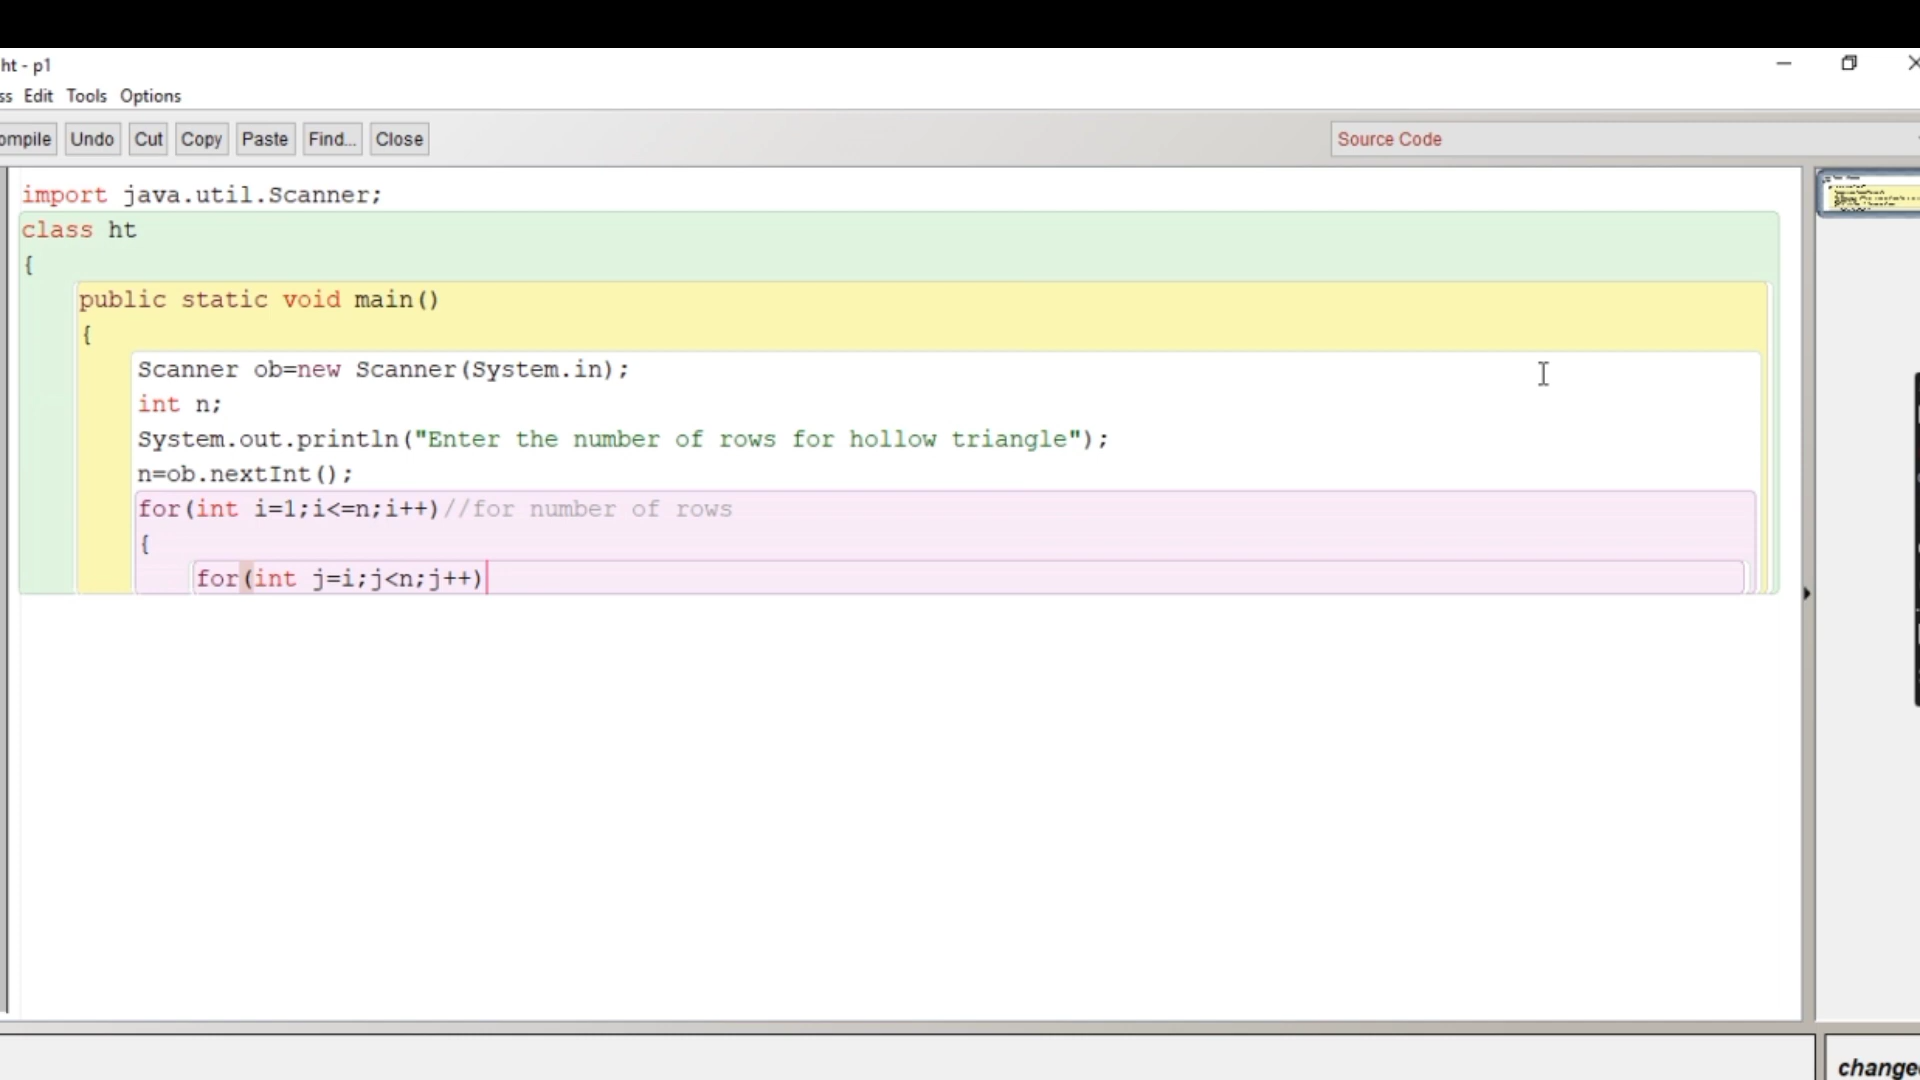 ht - p1
ss Edit Tools Options
ompile Undo Cut Copy Paste Find... Close Source Code
import java.util.Scanner;
class ht
{
public static void main()
{
Scanner ob=new Scanner(System.in);
int n;
System.out.println("Enter the number of rows for hollow triangle");
n=ob.nextInt();
for(int i=1;i<=n;i++)//for number of rows
{
for(int j=i;j<n;j++)
change